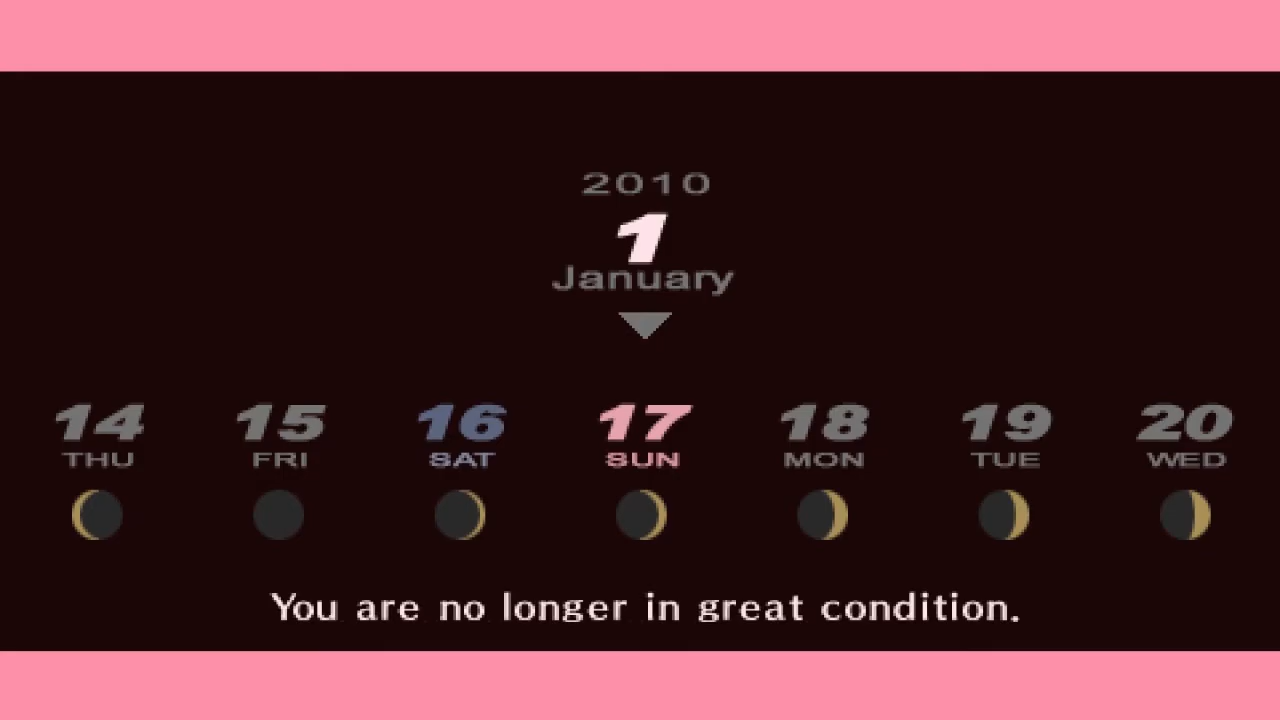 2010
1
January
14 15 16 17 18 19 20
THU FRI SAT SUN MON TUE WED
You are no longer in great condition.